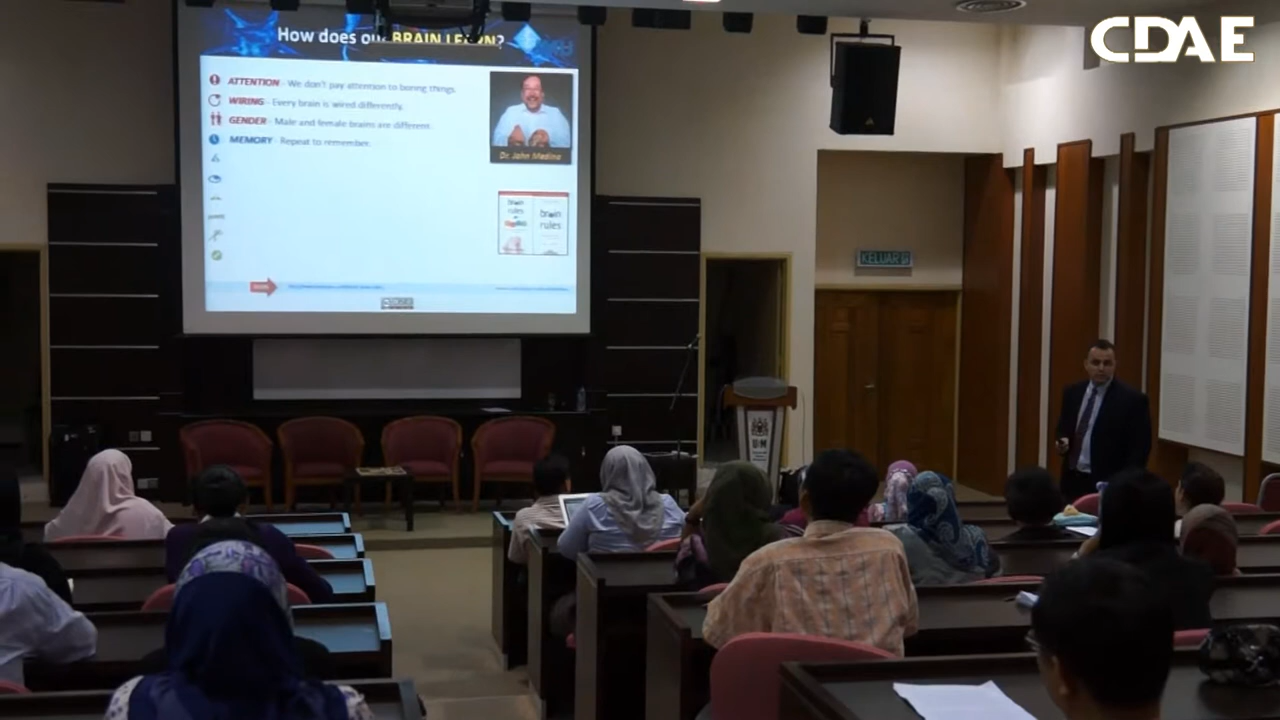 CDAE
How does our BRAIN LEARN?
ATTENTION - We don't pay attention to boring things.
WIRING - Every brain is wired differently.
GENDER - Male and female brains are different.
MEMORY - Repeat to remember.
Dr. John Medina
brain rules
brain rules
KELUAR